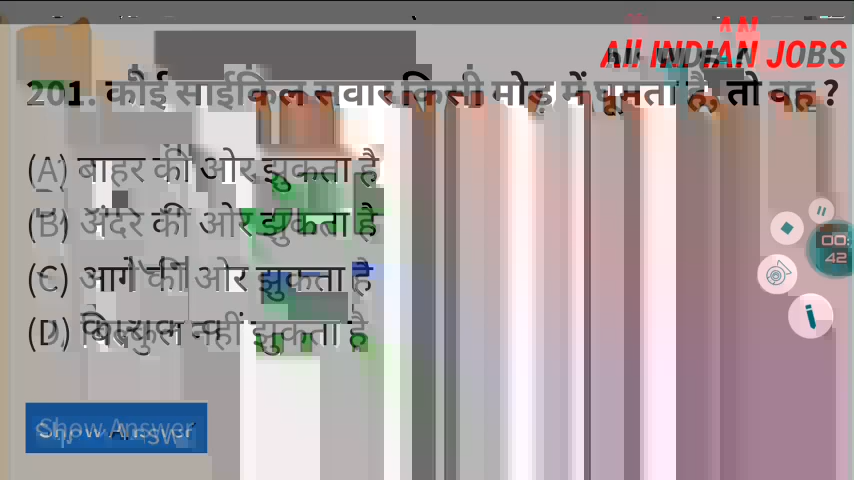 AN
All INDIAN JOBS
201. कोई साईकिल सवार किसी मोड़ में घूमता है, तो वह ?
(A) बाहर की ओर झुकता है
(B) अंदर की ओर झुकता है
(C) आगे की ओर झुकता है
(D) बिल्कुल नहीं झुकता है
00:
42
Show Answer